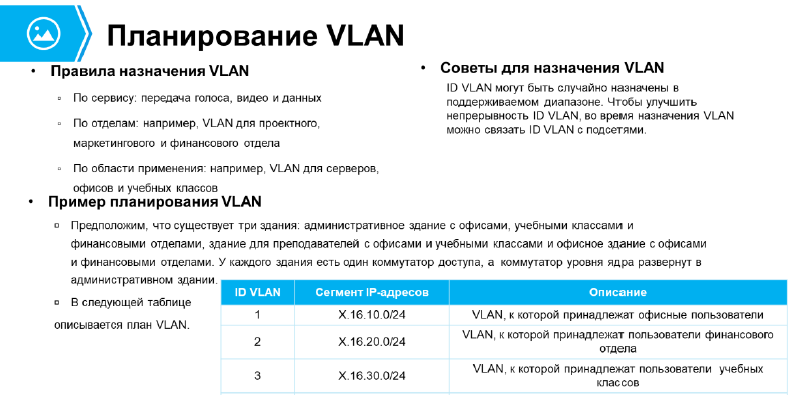 Планирование VLAN
• Правила назначения VLAN
▫ По сервису: передача голоса, видео и данных
▫ По отделам: например, VLAN для проектного,
маркетингового и финансового отдела
▫ По области применения: например, VLAN для серверов,
офисов и учебных классов
• Советы для назначения VLAN
ID VLAN могут быть случайно назначены в
поддерживаемом диапазоне. Чтобы улучшить
непрерывность ID VLAN, во время назначения VLAN
можно связать ID VLAN с подсетями.
• Пример планирования VLAN
▫ Предположим, что существует три здания: административное здание с офисами, учебными классами и
финансовыми отделами, здание для преподавателей с офисами и учебными классами и офисное здание с офисами
и финансовыми отделами. У каждого здания есть один коммутатор доступа, а коммутатор уровня ядра развернут в
административном здании.
▫ В следующей таблице
описывается план VLAN.
ID VLAN Сегмент IP-адресов Описание
1 X.16.10.0/24 VLAN, к которой принадлежат офисные пользователи
2 X.16.20.0/24 VLAN, к которой принадлежат пользователи финансового
отдела
3 X.16.30.0/24 VLAN, к которой принадлежат пользователи учебных
классов